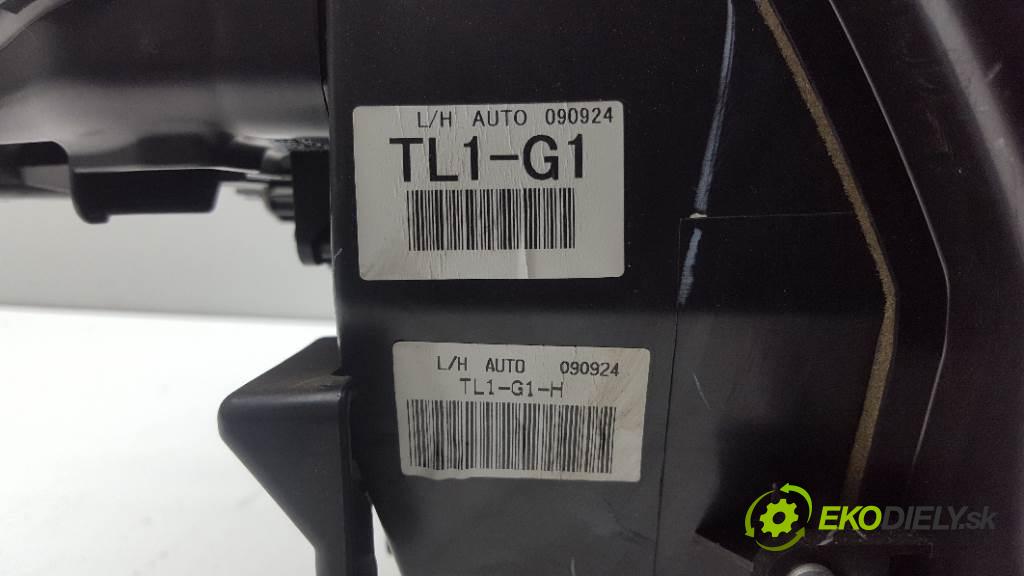 L/H AUTO 090924
TL1-G1
L/H AUTO 090924
TL1-G1-H
EKODIELY.sk